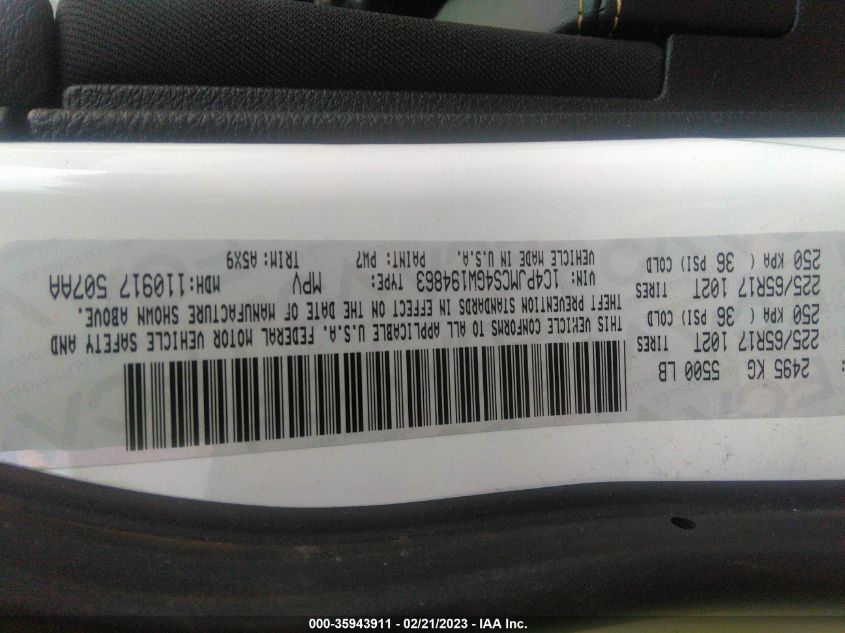 2495 KG 5500 LB
225/65R17 102T TIRES
250 KPA ( 36 PSI) COLD
225/65R17 102T TIRES
250 KPA ( 36 PSI) COLD
THIS VEHICLE CONFORMS TO ALL APPLICABLE U.S.A. FEDERAL MOTOR VEHICLE SAFETY AND
THEFT PREVENTION STANDARDS IN EFFECT ON THE DATE OF MANUFACTURE SHOWN ABOVE.
VIN: 1C4PJMCS4GW194863 TYPE: MPV MDH:110917 507AA
VEHICLE MADE IN U.S.A. PAINT: PW7 TRIM:A5X9
000-35943911 - 02/21/2023 - IAA Inc.